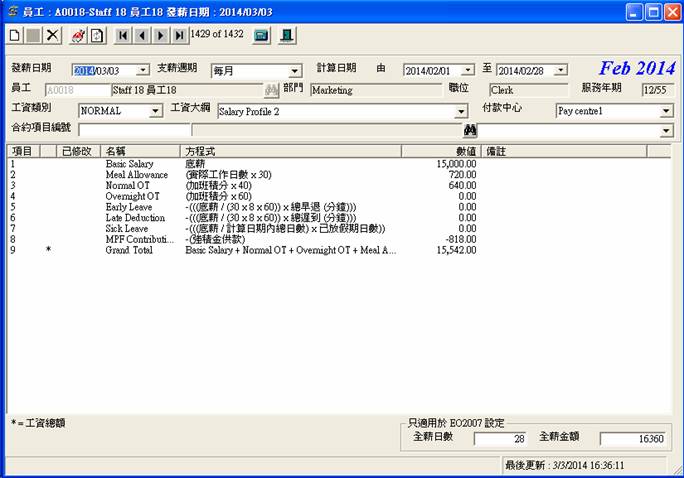 員工 : A0018-Staff 18 員工18 發薪日期 : 2014/03/03
1429 of 1432
發薪日期 2014/03/03 支薪週期 每月 計算日期 由 2014/02/01 至 2014/02/28 Feb 2014
員工 A0018 Staff 18 員工18 部門 Marketing 職位 Clerk 服務年期 12/55
工資類別 NORMAL 工資大綱 Salary Profile 2 付款中心 Pay centre1
合約項目編號
項目 已修改 名稱 方程式 數值 備註
1 Basic Salary 底薪 15,000.00
2 Meal Allowance (實際工作日數 x 30) 720.00
3 Normal OT (加班積分 x 40) 640.00
4 Overnight OT (加班積分 x 60) 0.00
5 Early Leave -(((底薪 / (30 x 8 x 60)) x 總早退 (分鐘))) 0.00
6 Late Deduction -(((底薪 / (30 x 8 x 60)) x 總遲到 (分鐘))) 0.00
7 Sick Leave -(((底薪 / 計算日期內總日數) x 已放假期日數)) 0.00
8 MPF Contributi... -(強積金供款) -818.00
9 * Grand Total Basic Salary + Normal OT + Overnight OT + Meal A... 15,542.00
* = 工資總額
只適用於 EO2007 設定
全薪日數 28 全薪金額 16360
最後更新 : 3/3/2014 16:36:11